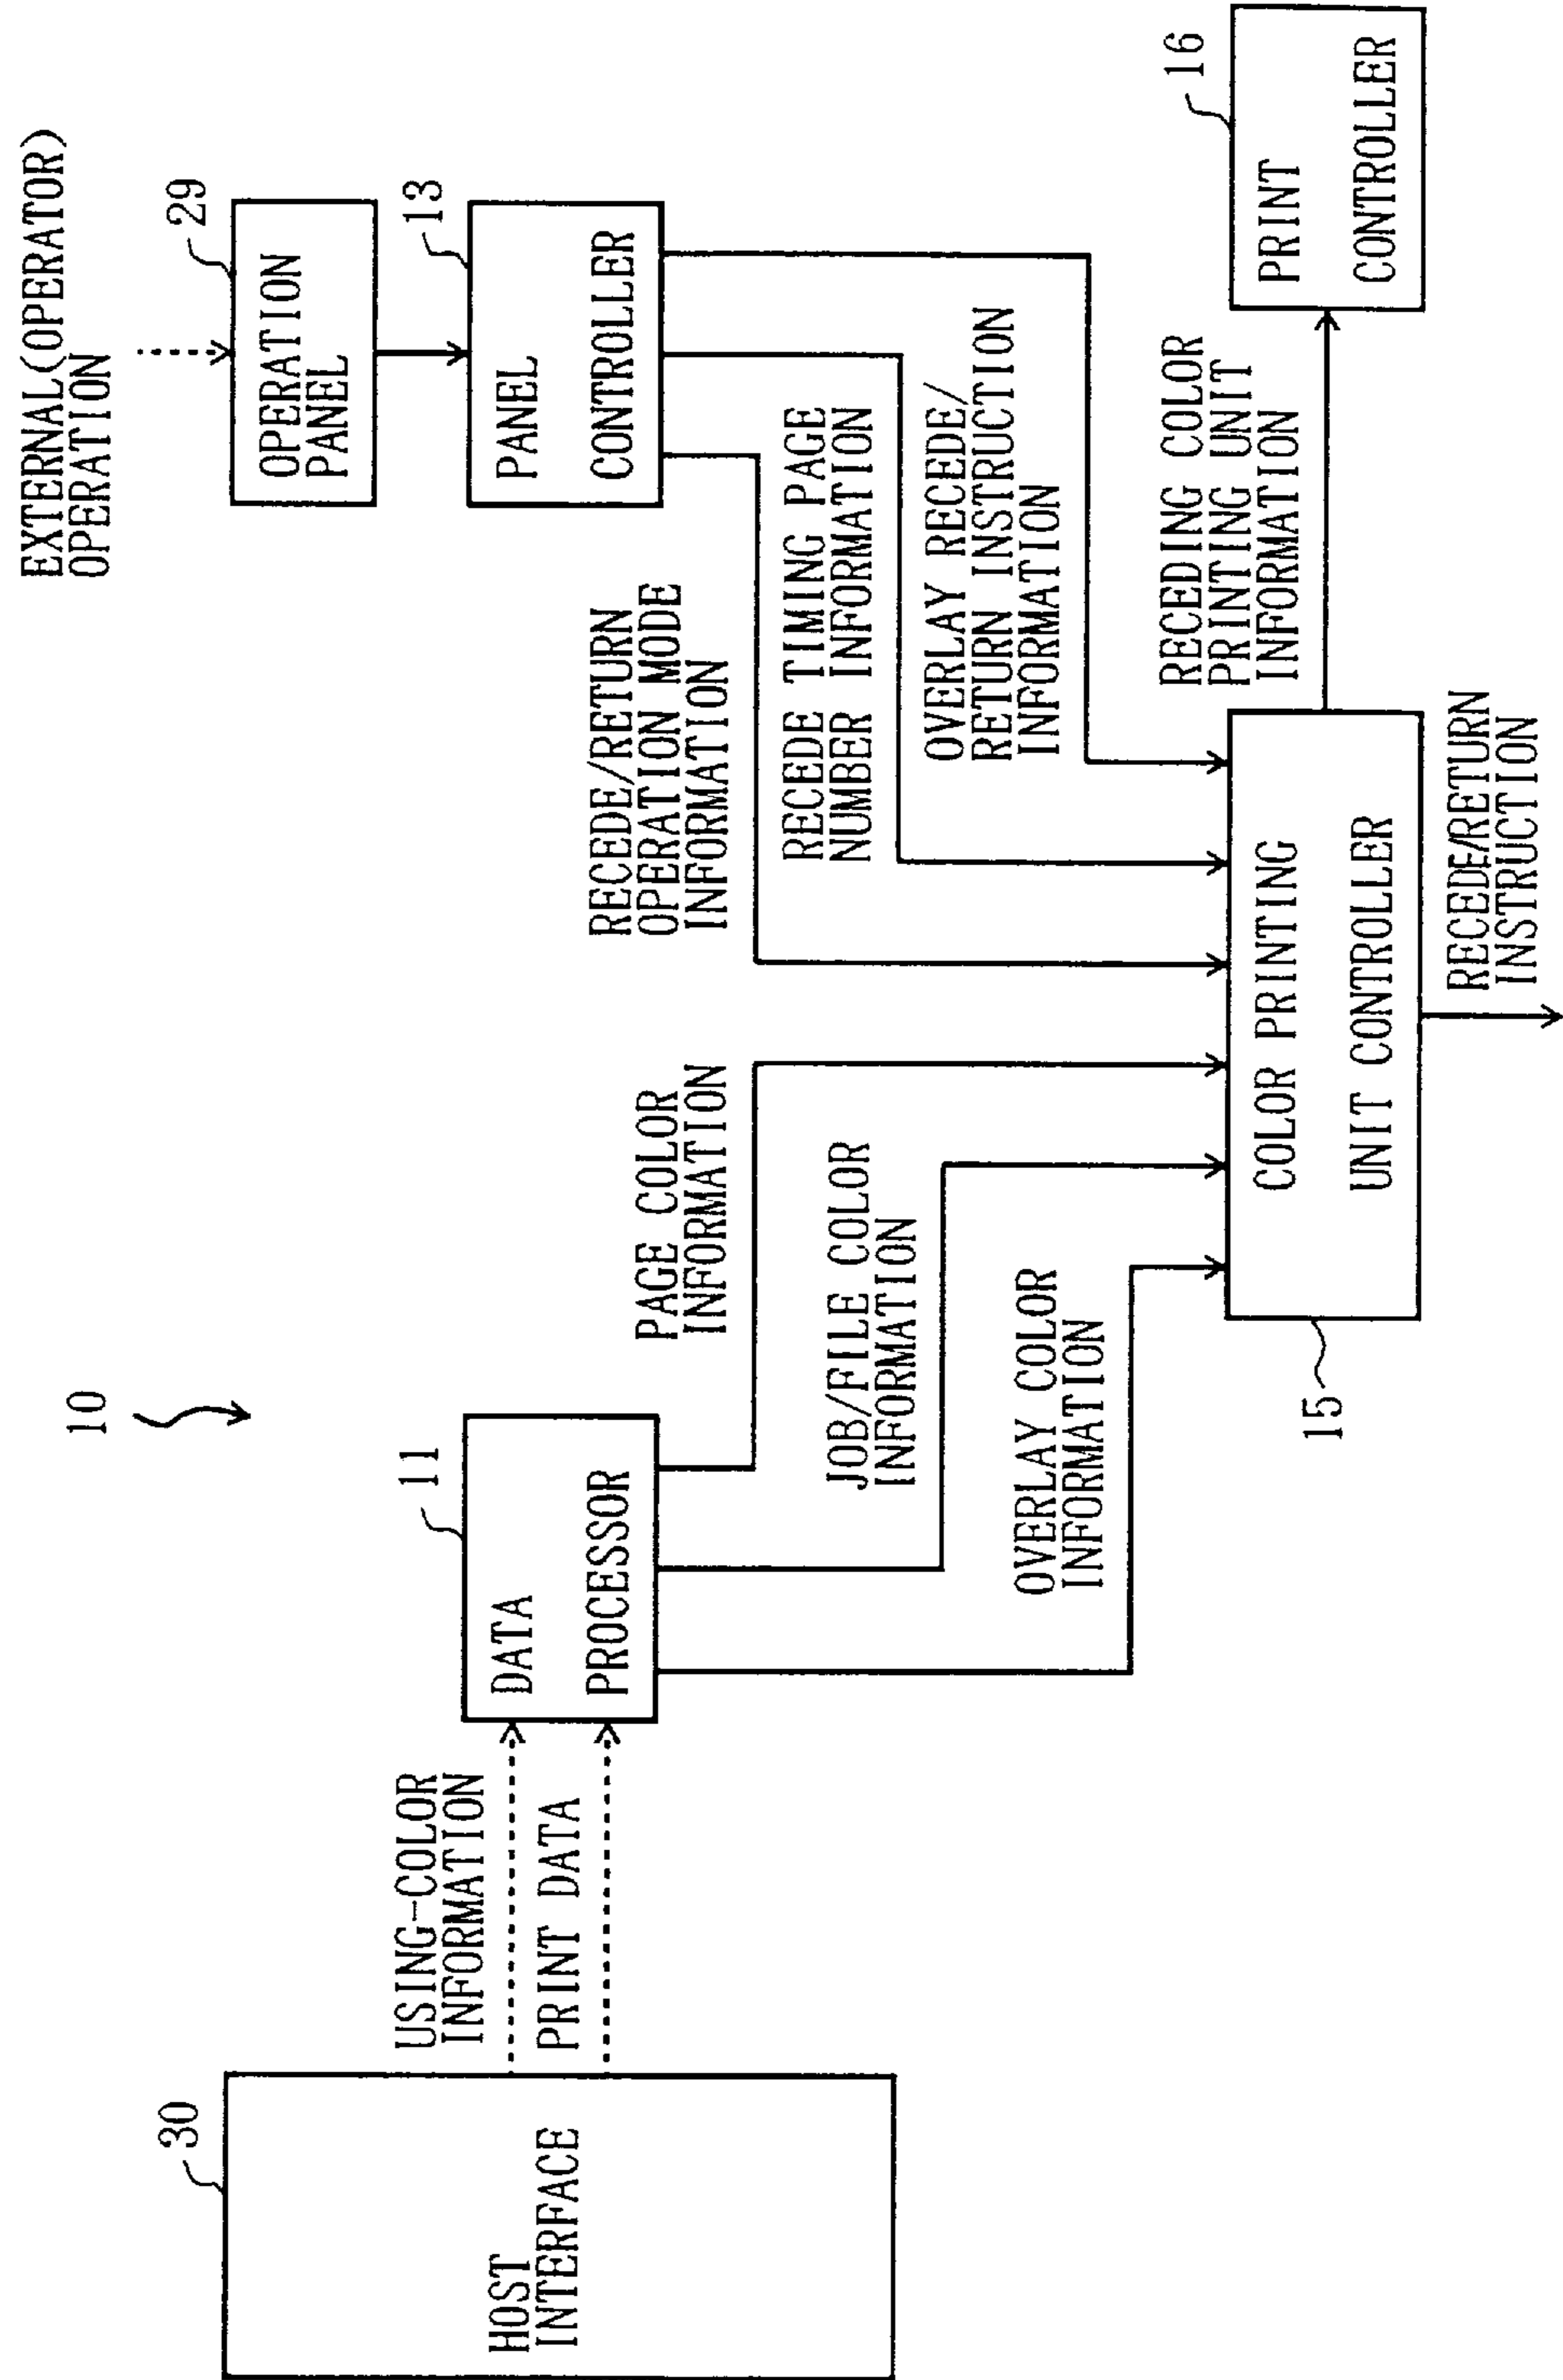 EXTERNAL(OPERATOR)
OPERATION
29
OPERATION
PANEL
13
PANEL
CONTROLLER
10
11
DATA
PROCESSOR
30
HOST
INTERFACE
USING-COLOR
INFORMATION
PRINT DATA
PAGE COLOR
INFORMATION
JOB/FILE COLOR
INFORMATION
OVERLAY COLOR
INFORMATION
RECEDE/RETURN
OPERATION MODE
INFORMATION
RECEDE TIMING PAGE
NUMBER INFORMATION
OVERLAY RECEDE/
RETURN INSTRUCTION
INFORMATION
RECEDING COLOR
PRINTING UNIT
INFORMATION
16
PRINT
CONTROLLER
15
COLOR PRINTING
UNIT CONTROLLER
RECEDE/RETURN
INSTRUCTION